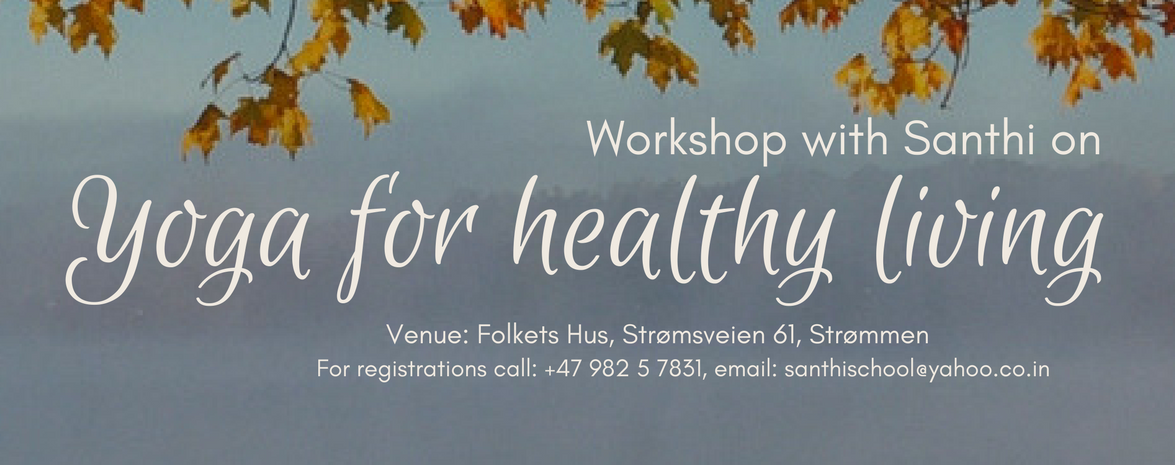 Workshop with Santhi on
Yoga for healthy living
Venue: Folkets Hus, Strømsveien 61, Strømmen
For registrations call: +47 982 5 7831, email: santhischool@yahoo.co.in